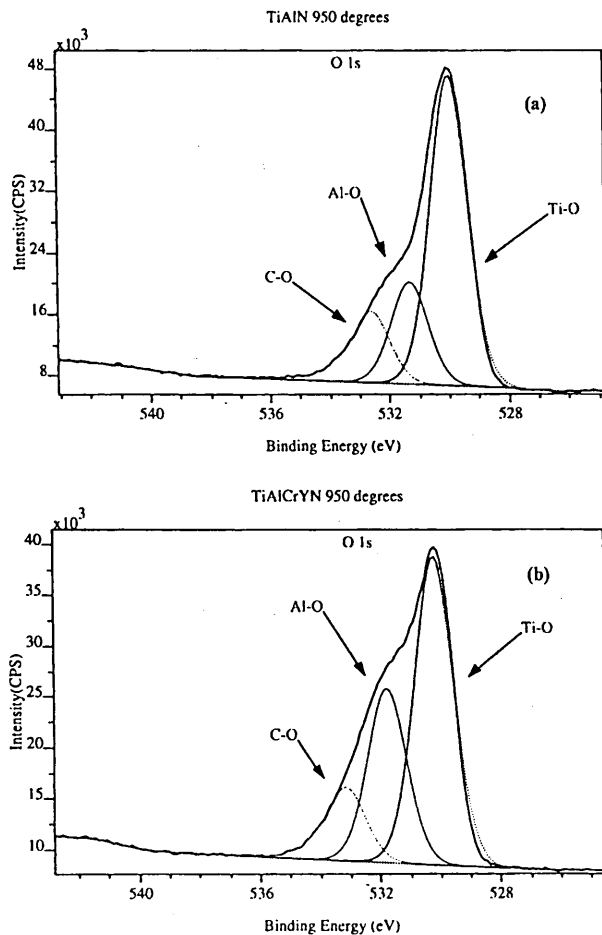 TiAlN 950 degrees
x10³
O 1s
(a)
48
40
32
16
8
Intensity(CPS)
Al-O
Ti-O
C-O
540
536
532
528
Binding Energy (eV)
TiAlCrYN 950 degrees
x10³
O 1s
(b)
40
35
30
25
20
15
10
Intensity(CPS)
Al-O
Ti-O
C-O
540
536
532
528
Binding Energy (eV)